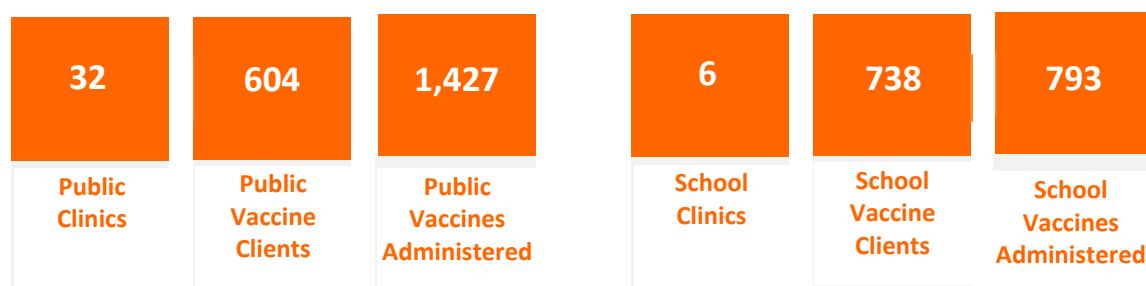 32
Public
Clinics
604
Public
Vaccine
Clients
1,427
Public
Vaccines
Administered
6
School
Clinics
738
School
Vaccine
Clients
793
School
Vaccines
Administered